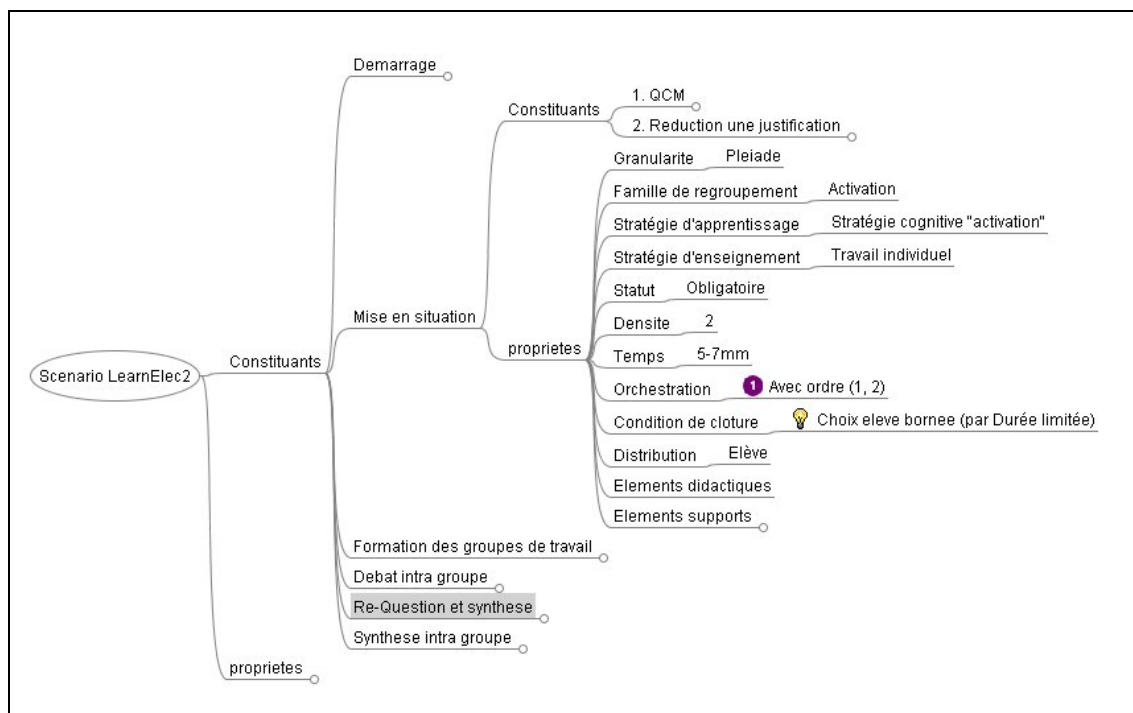 Demarrage
1. QCM
Constituants
2. Reduction une justification
Granularite Pleiade
Famille de regroupement Activation
Stratégie d'apprentissage Stratégie cognitive "activation"
Stratégie d'enseignement Travail individuel
Statut Obligatoire
Mise en situation
Densite 2
proprietes
Temps 5-7mm
Constituants
Scenario LearnElec2
Orchestration 1 Avec ordre (1, 2)
Condition de cloture Choix eleve bornee (par Durée limitée)
Distribution Elève
Elements didactiques
Elements supports
Formation des groupes de travail
Debat intra groupe
Re-Question et synthese
Synthese intra groupe
proprietes